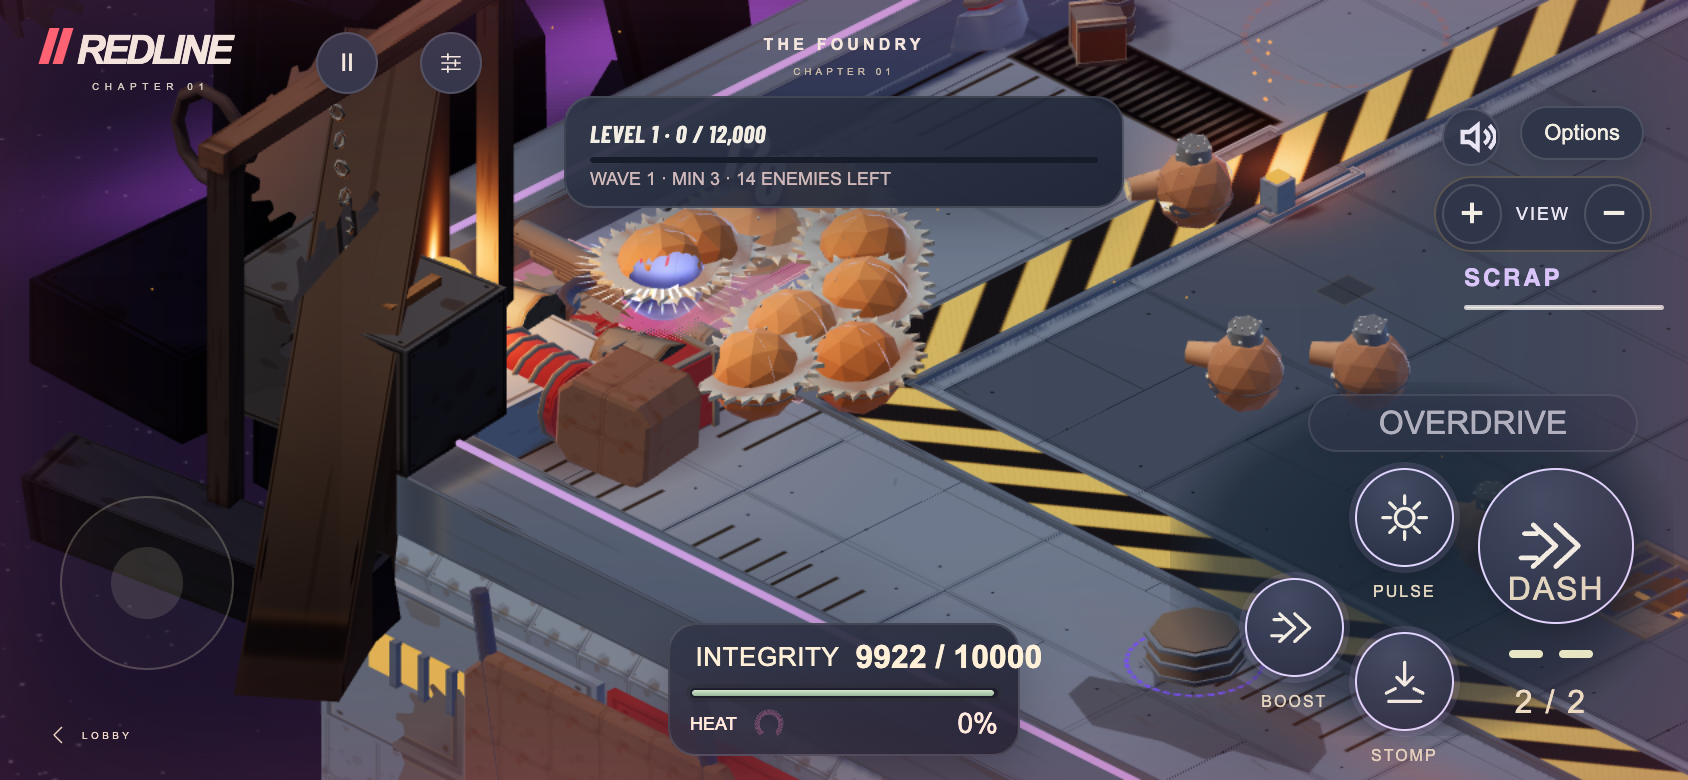 REDLINE
CHAPTER 01
THE FOUNDRY
CHAPTER 01
LEVEL 1 · 0 / 12,000
WAVE 1 · MIN 3 · 14 ENEMIES LEFT
Options
+ VIEW −
SCRAP
OVERDRIVE
PULSE
DASH
BOOST
2 / 2
STOMP
INTEGRITY 9922 / 10000
HEAT 0%
LOBBY